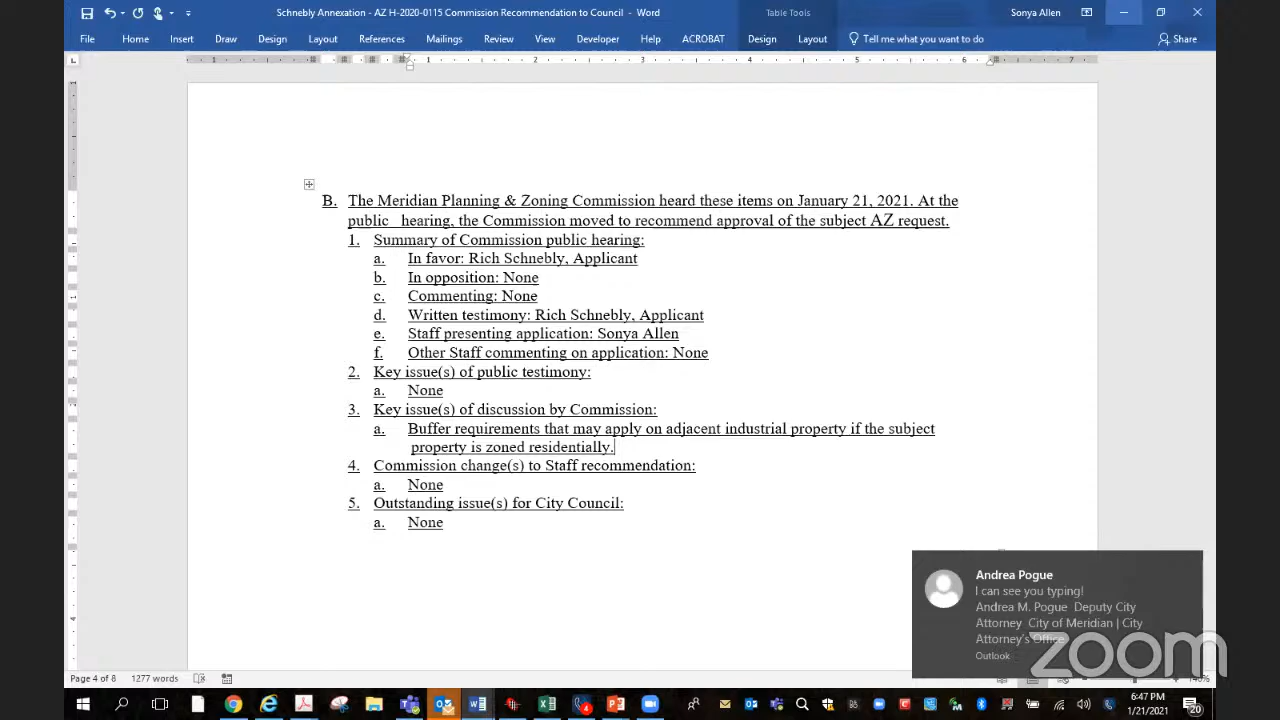 Schnebly Annexation - AZ H-2020-0115 Commission Recommendation to Council - Word
Table Tools
Sonya Allen
File Home Insert Draw Design Layout References Mailings Review View Developer Help ACROBAT Design Layout Tell me what you want to do Share
1 1 2 3 4 5 6 7
B. The Meridian Planning & Zoning Commission heard these items on January 21, 2021. At the
public hearing, the Commission moved to recommend approval of the subject AZ request.
1. Summary of Commission public hearing:
a. In favor: Rich Schnebly, Applicant
b. In opposition: None
c. Commenting: None
d. Written testimony: Rich Schnebly, Applicant
e. Staff presenting application: Sonya Allen
f. Other Staff commenting on application: None
2. Key issue(s) of public testimony:
a. None
3. Key issue(s) of discussion by Commission:
a. Buffer requirements that may apply on adjacent industrial property if the subject
property is zoned residentially.
4. Commission change(s) to Staff recommendation:
a. None
5. Outstanding issue(s) for City Council:
a. None
Andrea Pogue
I can see you typing!
Andrea M. Pogue Deputy City
Attorney City of Meridian | City
Attorney's Office
Outlook
zoom
Page 4 of 8 1277 words
6:47 PM
1/21/2021
20